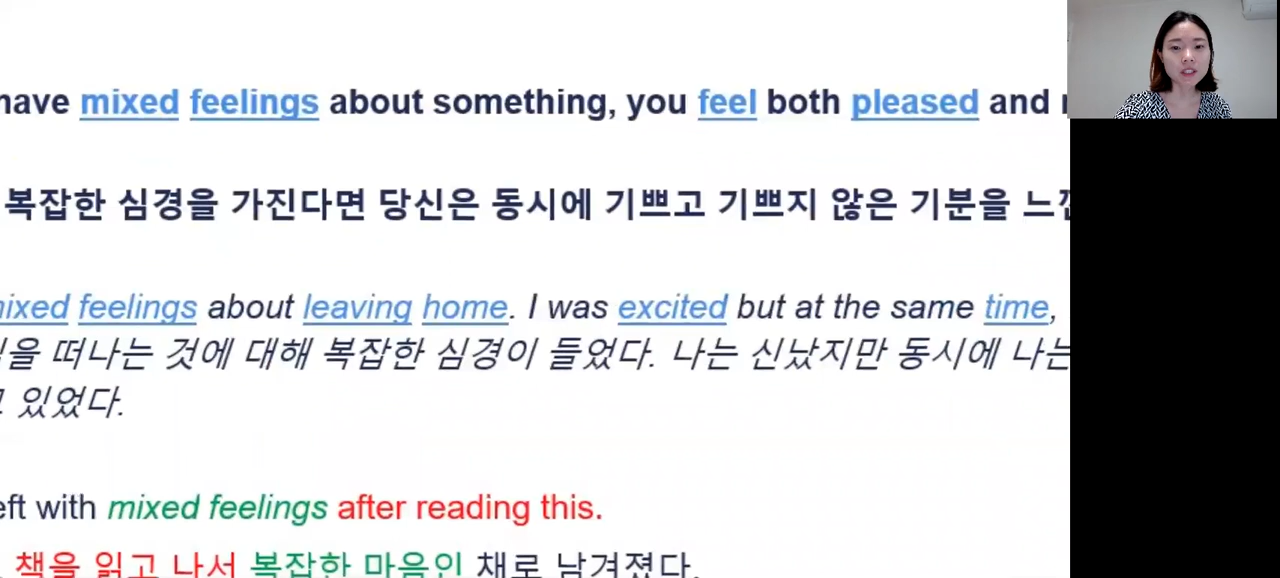 have mixed feelings about something, you feel both pleased and
복잡한 심경을 가진다면 당신은 동시에 기쁘고 기쁘지 않은 기분을
mixed feelings about leaving home. I was excited but at the same time,
떠나는 것에 대해 복잡한 심경이 들었다. 나는 신났지만 동시에 나는
있었다.
left with mixed feelings after reading this.
책을 읽고 나서 복잡한 마음인 채로 남겨졌다.